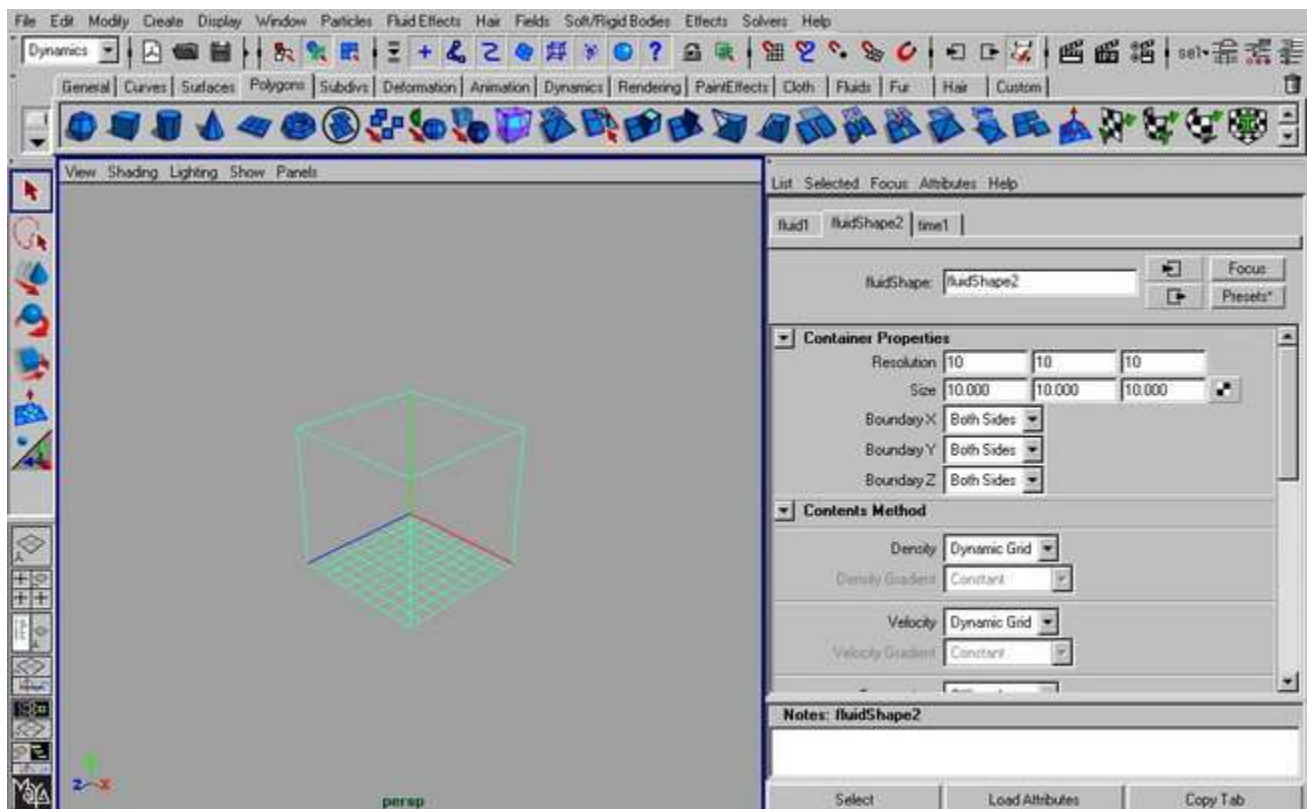 File Edit Modify Create Display Window Particles Fluid Effects Hair Fields Soft/Rigid Bodies Effects Solvers Help
Dynamics
sel
General Curves Surfaces Polygons Subdivs Deformation Animation Dynamics Rendering PaintEffects Cloth Fluids Fur Hair Custom
View Shading Lighting Show Panels
persp
List Selected Focus Attributes Help
fluid1 fluidShape2 time1
fluidShape: fluidShape2
Focus
Presets*
Container Properties
Resolution 10 10 10
Size 10.000 10.000 10.000
Boundary X Both Sides
Boundary Y Both Sides
Boundary Z Both Sides
Contents Method
Density Dynamic Grid
Density Gradient Constant
Velocity Dynamic Grid
Velocity Gradient Constant
Notes: fluidShape2
Select Load Attributes Copy Tab